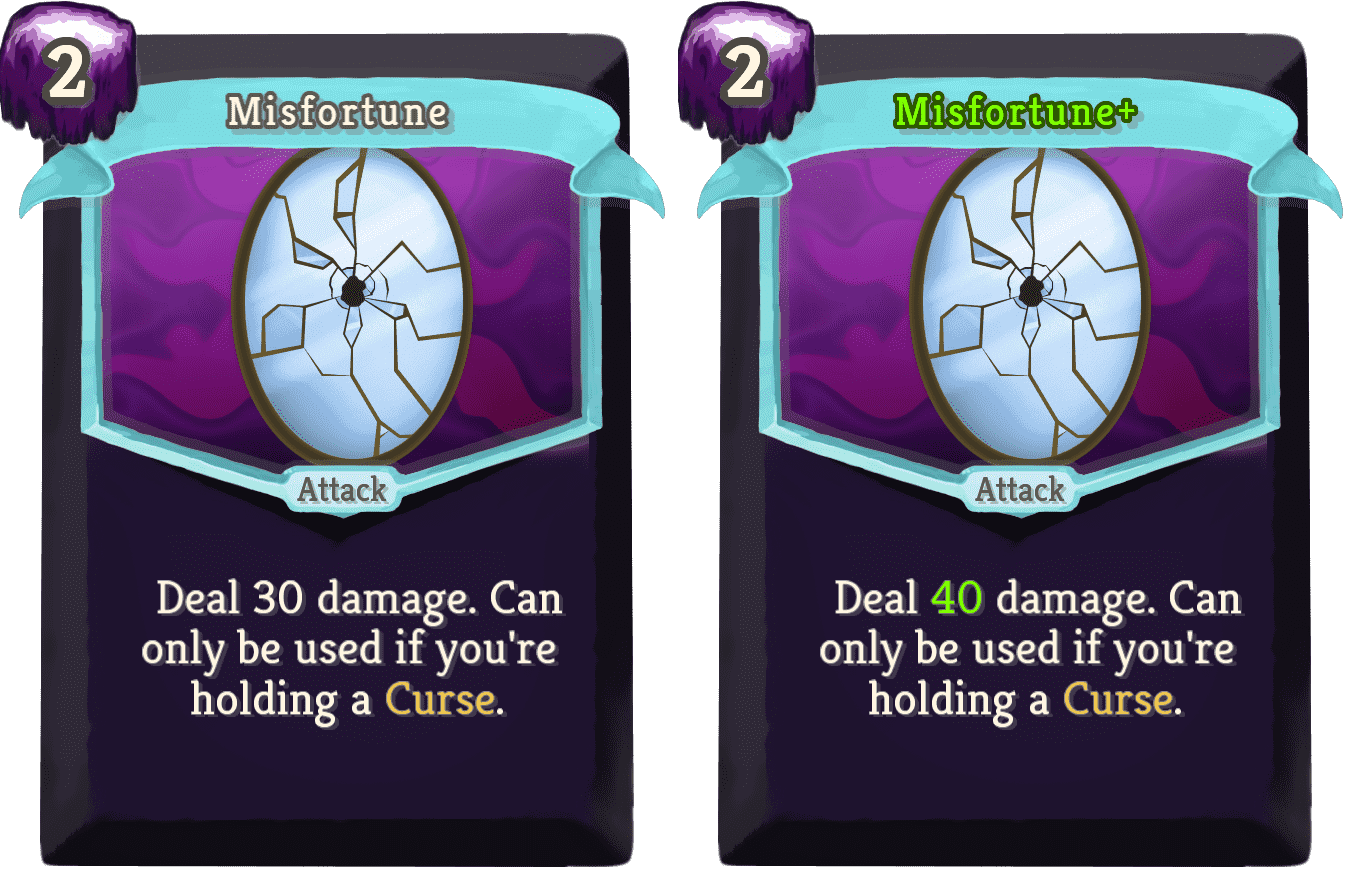 2
Misfortune
Attack
Deal 30 damage. Can
only be used if you're
holding a Curse.
2
Misfortune+
Attack
Deal 40 damage. Can
only be used if you're
holding a Curse.